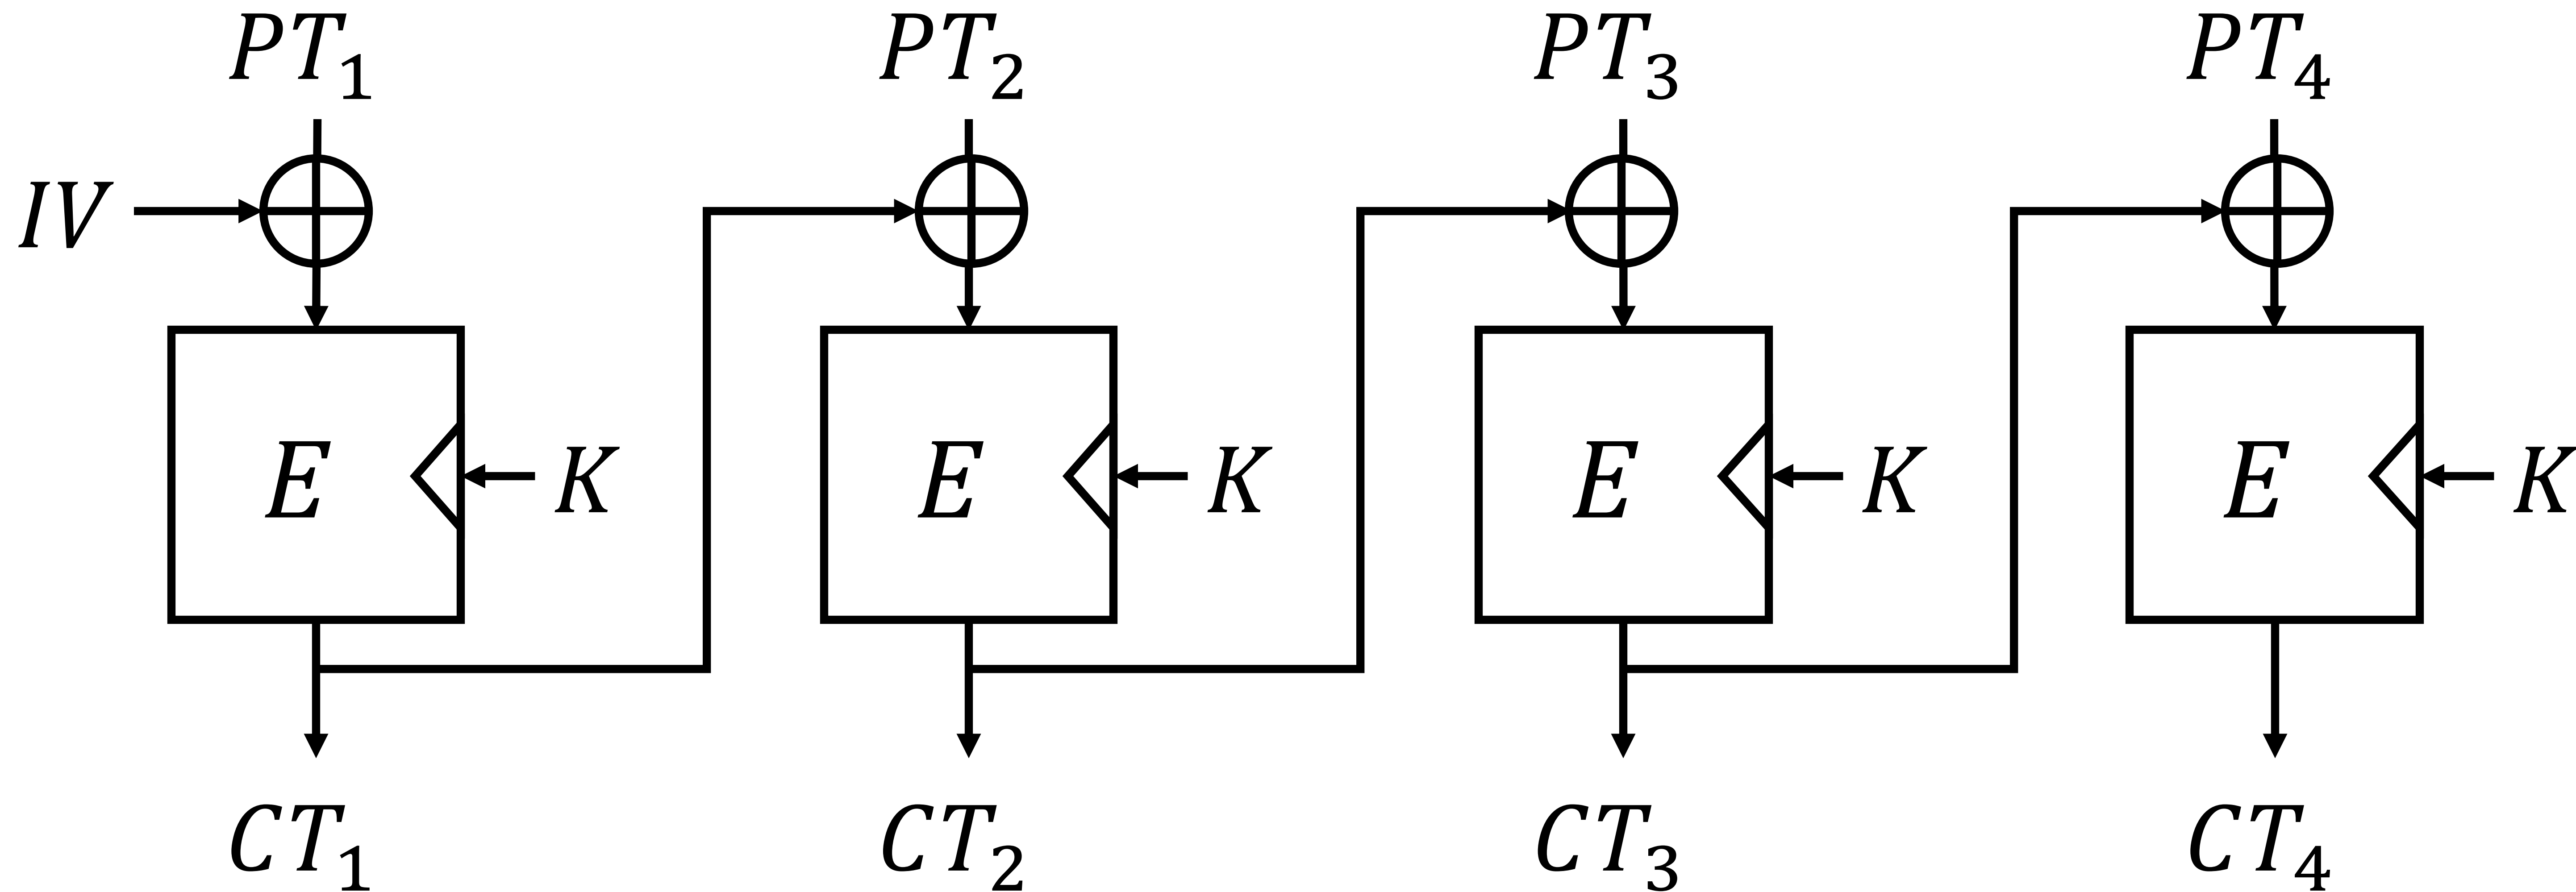 PT₁ PT₂ PT₃ PT₄
IV
E K E K E K E K
CT₁ CT₂ CT₃ CT₄